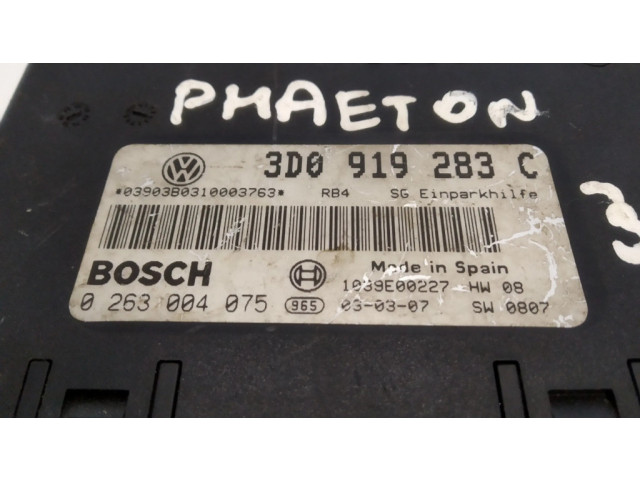 PHAETON
3D0 919 283 C
*03903B0310003763* RB4 SG Einparkhilfe
BOSCH Made in Spain
1039E00227 HW 08
0 263 004 075 965 03-03-07 SW 0807
3